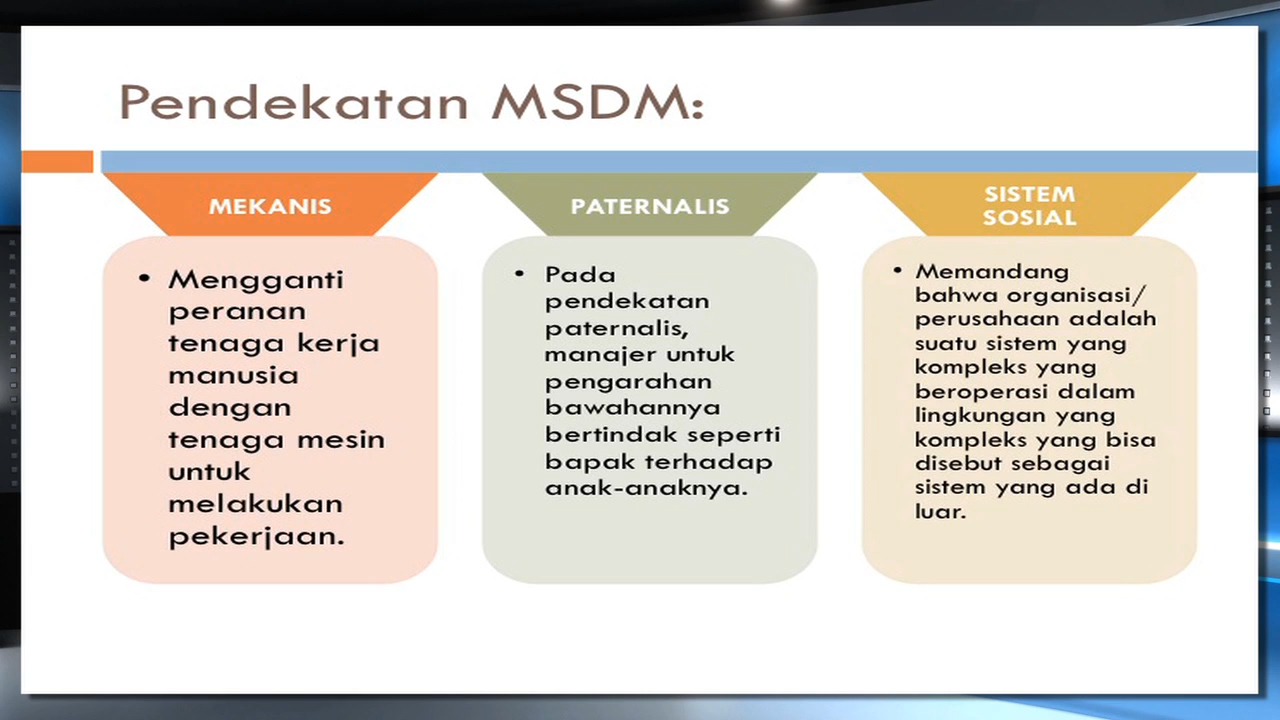 Pendekatan MSDM:
MEKANIS
• Mengganti
peranan
tenaga kerja
manusia
dengan
tenaga mesin
untuk
melakukan
pekerjaan.
PATERNALIS
• Pada
pendekatan
paternalis,
manajer untuk
pengarahan
bawahannya
bertindak seperti
bapak terhadap
anak-anaknya.
SISTEM
SOSIAL
• Memandang
bahwa organisasi/
perusahaan adalah
suatu sistem yang
kompleks yang
beroperasi dalam
lingkungan yang
kompleks yang bisa
disebut sebagai
sistem yang ada di
luar.